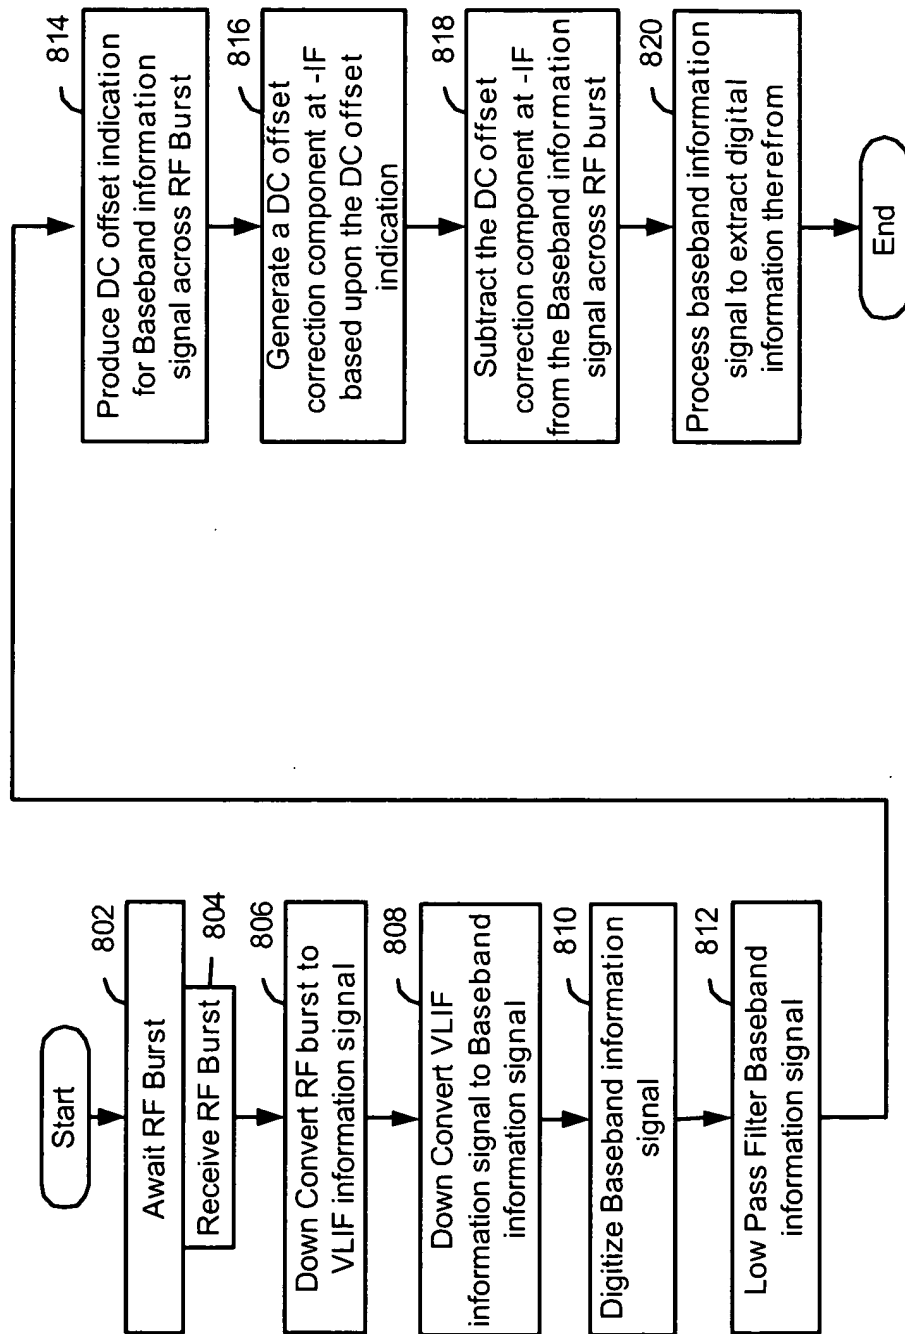 Start
802
Await RF Burst
804
Receive RF Burst
806
Down Convert RF burst to
VLIF information signal
808
Down Convert VLIF
information signal to Baseband
information signal
810
Digitize Baseband information
signal
812
Low Pass Filter Baseband
information signal
814
Produce DC offset indication
for Baseband information
signal across RF Burst
816
Generate a DC offset
correction component at -IF
based upon the DC offset
indication
818
Subtract the DC offset
correction component at -IF
from the Baseband information
signal across RF burst
820
Process baseband information
signal to extract digital
information therefrom
End